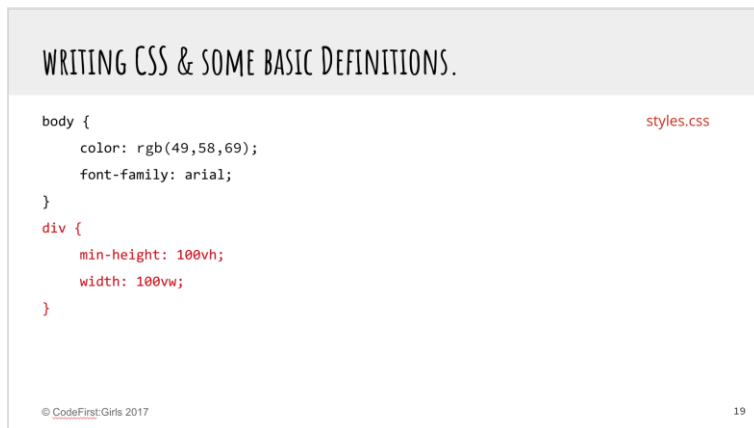 WRITING CSS & SOME BASIC DEFINITIONS.
styles.css
body {
color: rgb(49,58,69);
font-family: arial;
}
div {
min-height: 100vh;
width: 100vw;
}
© CodeFirst:Girls 2017
19